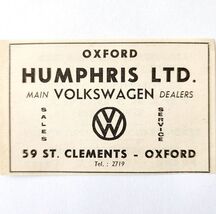 OXFORD
HUMPHRIS LTD.
MAIN VOLKSWAGEN DEALERS
SALES
VW
SERVICE
59 ST. CLEMENTS - OXFORD
Tel.: 2719